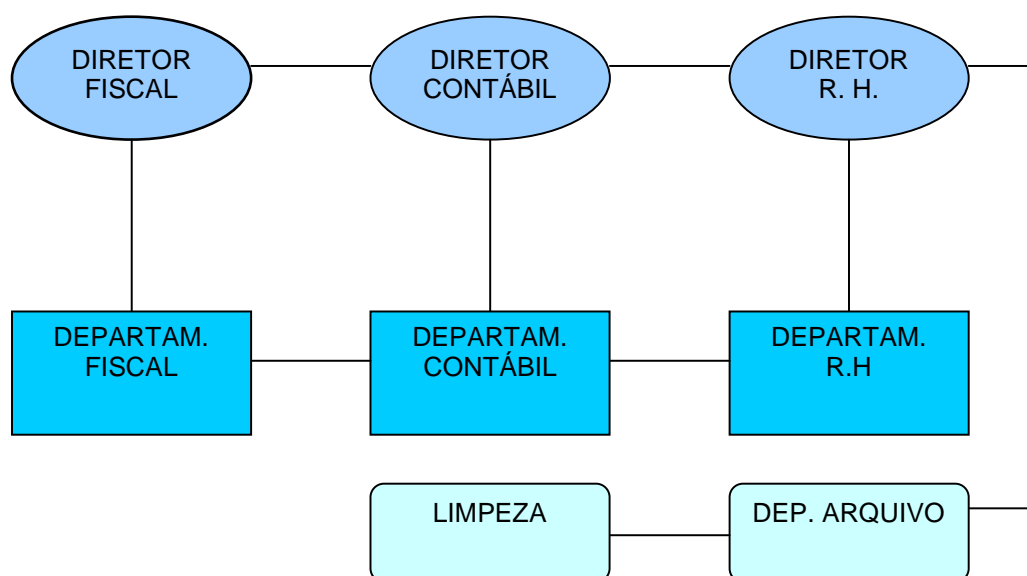 DIRETOR
FISCAL
DIRETOR
CONTÁBIL
DIRETOR
R. H.
DEPARTAM.
FISCAL
DEPARTAM.
CONTÁBIL
DEPARTAM.
R.H
LIMPEZA
DEP. ARQUIVO